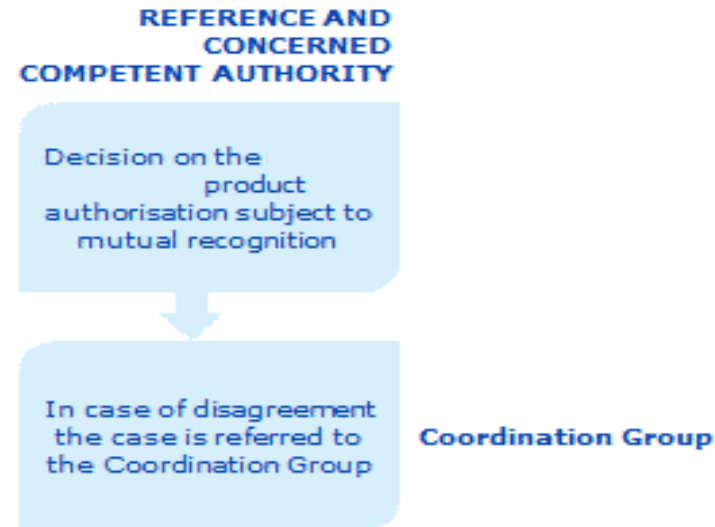 REFERENCE AND
CONCERNED
COMPETENT AUTHORITY
Decision on the
product
authorisation subject to
mutual recognition
In case of disagreement
the case is referred to
the Coordination Group
Coordination Group